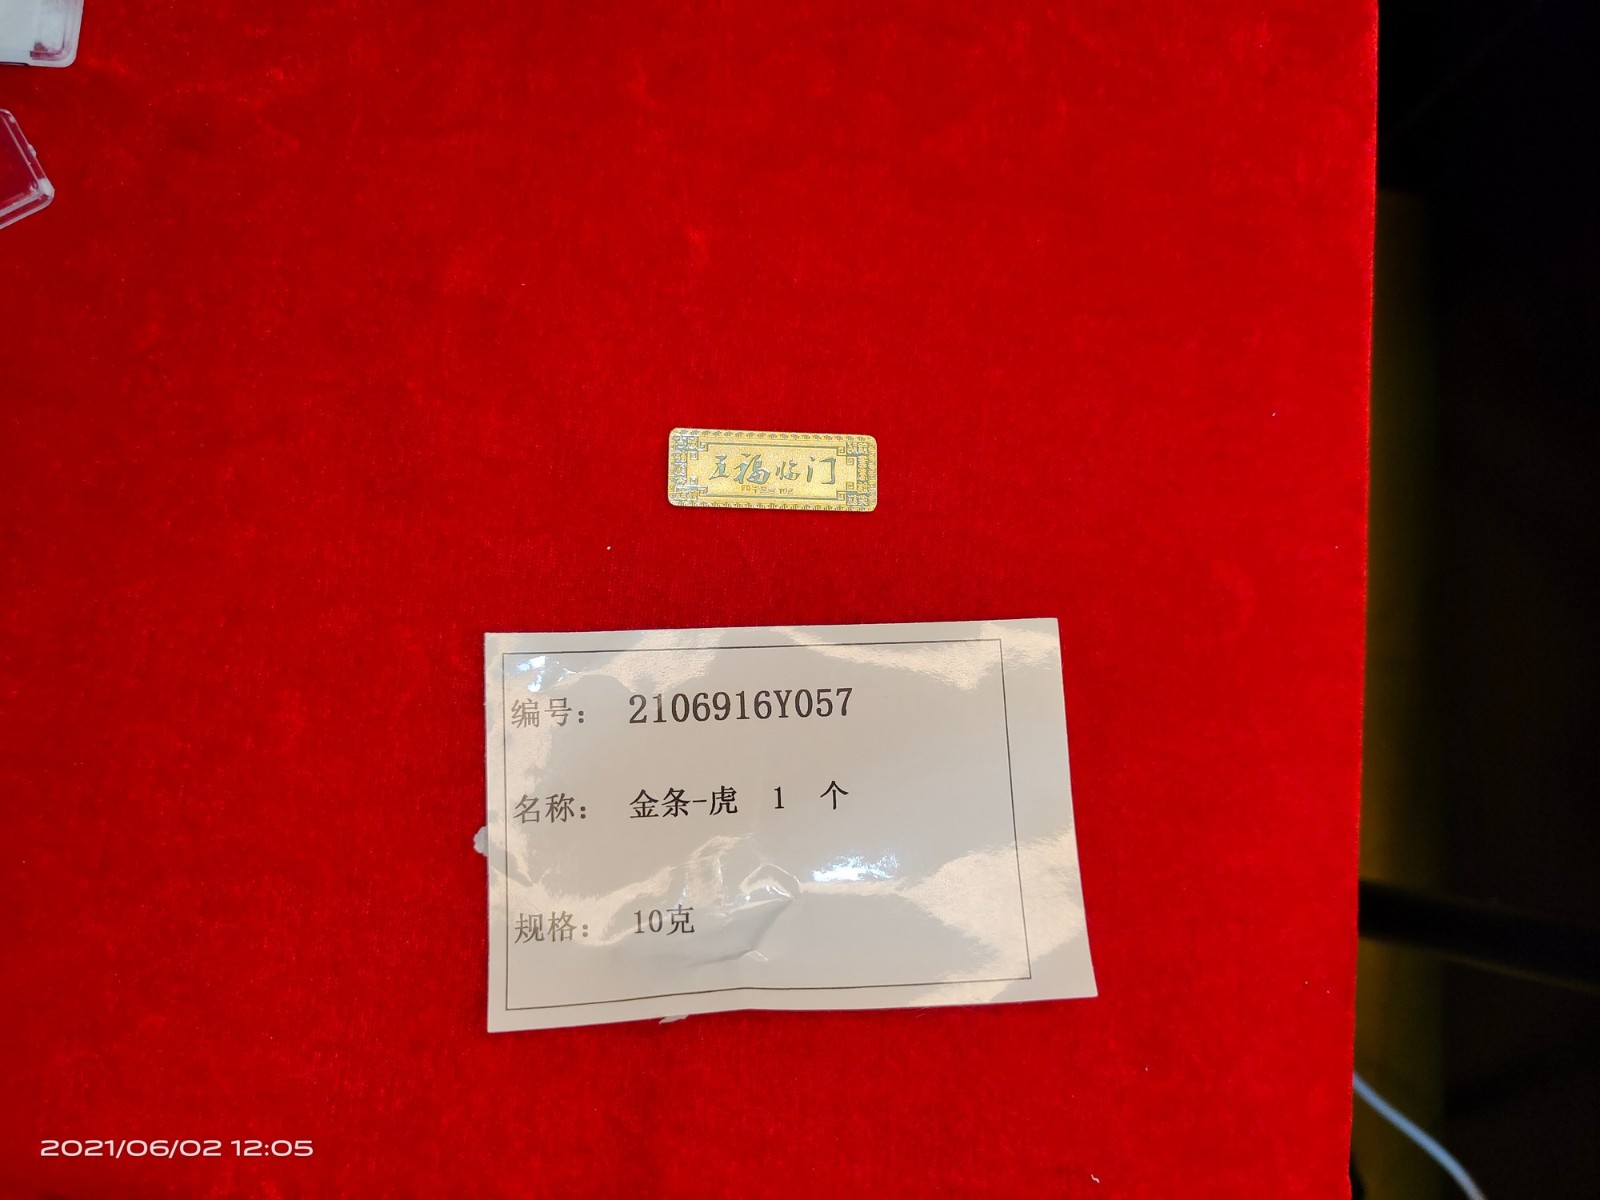 五福临门
编号： 2106916Y057
名称： 金条-虎 1 个
规格： 10克
2021/06/02 12:05